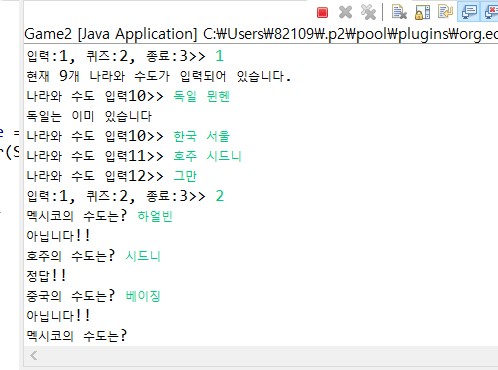 Game2 [Java Application] C:₩Users₩82109₩.p2₩pool₩plugins₩org.ec
입력:1, 퀴즈:2, 종료:3>> 1
현재 9개 나라와 수도가 입력되어 있습니다.
나라와 수도 입력10>> 독일 뮌헨
독일는 이미 있습니다
나라와 수도 입력10>> 한국 서울
나라와 수도 입력11>> 호주 시드니
나라와 수도 입력12>> 그만
입력:1, 퀴즈:2, 종료:3>> 2
멕시코의 수도는? 하얼빈
아닙니다!!
호주의 수도는? 시드니
정답!!
중국의 수도는? 베이징
아닙니다!!
멕시코의 수도는?
e =
r(S